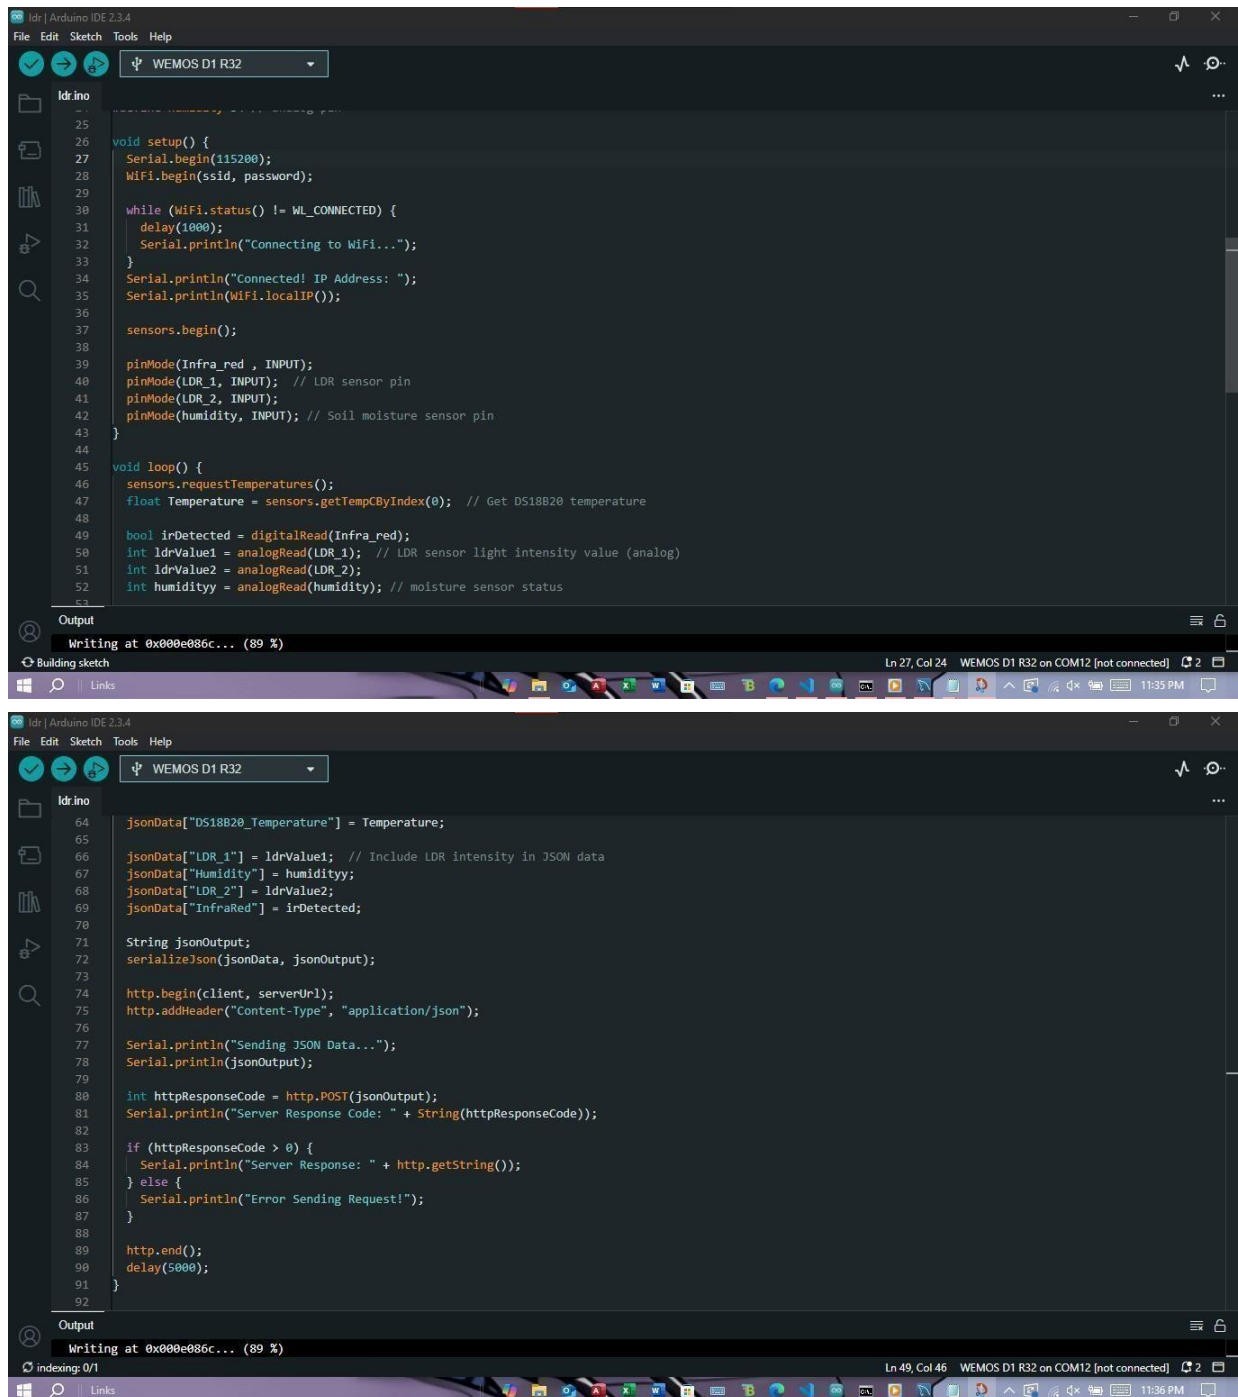 ldr | Arduino IDE 2.3.4
File Edit Sketch Tools Help
WEMOS D1 R32
ldr.ino
25
26 void setup() {
27 Serial.begin(115200);
28 WiFi.begin(ssid, password);
29
30 while (WiFi.status() != WL_CONNECTED) {
31 delay(1000);
32 Serial.println("Connecting to WiFi...");
33 }
34 Serial.println("Connected! IP Address: ");
35 Serial.println(WiFi.localIP());
36
37 sensors.begin();
38
39 pinMode(Infra_red , INPUT);
40 pinMode(LDR_1, INPUT); // LDR sensor pin
41 pinMode(LDR_2, INPUT);
42 pinMode(humidity, INPUT); // Soil moisture sensor pin
43 }
44
45 void loop() {
46 sensors.requestTemperatures();
47 float Temperature = sensors.getTempCByIndex(0); // Get DS18B20 temperature
48
49 bool irDetected = digitalRead(Infra_red);
50 int ldrValue1 = analogRead(LDR_1); // LDR sensor light intensity value (analog)
51 int ldrValue2 = analogRead(LDR_2);
52 int humidityy = analogRead(humidity); // moisture sensor status
53
Output
Writing at 0x000e086c... (89 %)
Building sketch Ln 27, Col 24 WEMOS D1 R32 on COM12 [not connected] 2
Links 11:35 PM
ldr | Arduino IDE 2.3.4
File Edit Sketch Tools Help
WEMOS D1 R32
ldr.ino
64 jsonData["DS18B20_Temperature"] = Temperature;
65
66 jsonData["LDR_1"] = ldrValue1; // Include LDR intensity in JSON data
67 jsonData["Humidity"] = humidityy;
68 jsonData["LDR_2"] = ldrValue2;
69 jsonData["InfraRed"] = irDetected;
70
71 String jsonOutput;
72 serializeJson(jsonData, jsonOutput);
73
74 http.begin(client, serverUrl);
75 http.addHeader("Content-Type", "application/json");
76
77 Serial.println("Sending JSON Data...");
78 Serial.println(jsonOutput);
79
80 int httpResponseCode = http.POST(jsonOutput);
81 Serial.println("Server Response Code: " + String(httpResponseCode));
82
83 if (httpResponseCode > 0) {
84 Serial.println("Server Response: " + http.getString());
85 } else {
86 Serial.println("Error Sending Request!");
87 }
88
89 http.end();
90 delay(5000);
91 }
92
Output
Writing at 0x000e086c... (89 %)
indexing: 0/1 Ln 49, Col 46 WEMOS D1 R32 on COM12 [not connected] 2
Links 11:36 PM